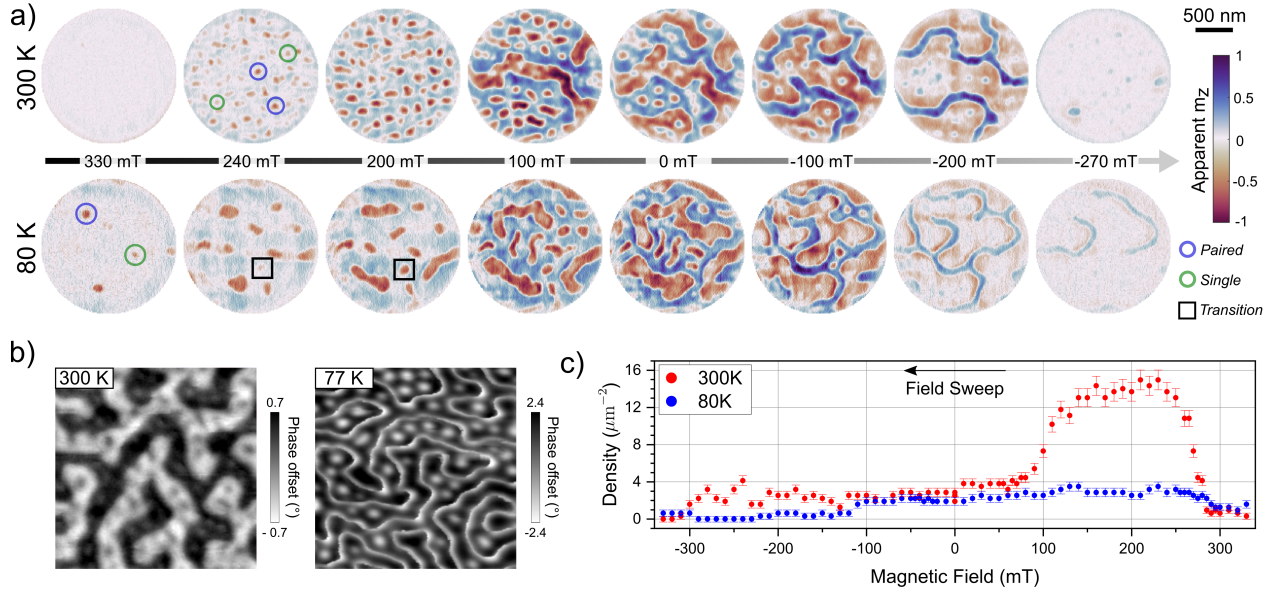 a)
300 K
500 nm
1
0.5
0
-0.5
-1
Apparent mz
330 mT
240 mT
200 mT
100 mT
0 mT
-100 mT
-200 mT
-270 mT
80 K
Paired
Single
Transition
b)
300 K
0.7
Phase offset (°)
- 0.7
77 K
2.4
Phase offset (°)
-2.4
c)
16
12
8
4
0
Density (μm⁻²)
300K
80K
Field Sweep
-300
-200
-100
0
100
200
300
Magnetic Field (mT)